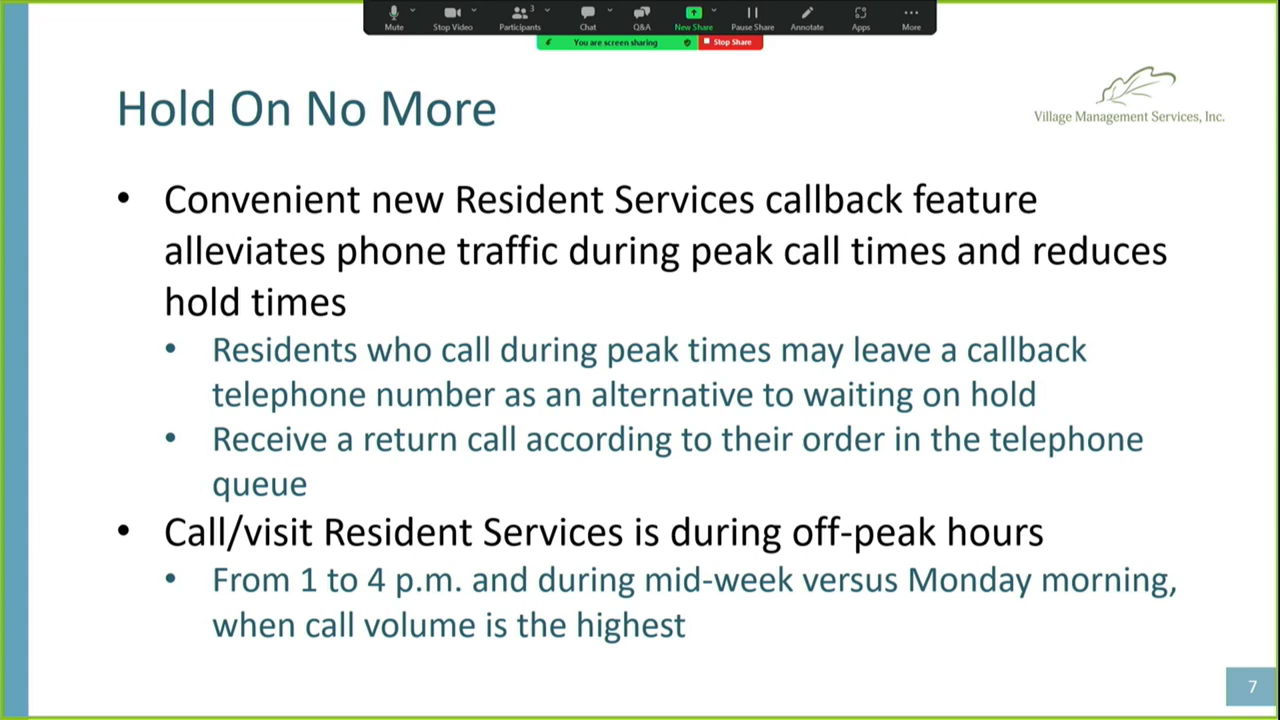 Mute
Stop Video
3
Participants
Chat
Q&A
New Share
Pause Share
Annotate
Apps
More
You are screen sharing
Stop Share
Hold On No More
Village Management Services, Inc.
• Convenient new Resident Services callback feature
alleviates phone traffic during peak call times and reduces
hold times
• Residents who call during peak times may leave a callback
telephone number as an alternative to waiting on hold
• Receive a return call according to their order in the telephone
queue
• Call/visit Resident Services is during off-peak hours
• From 1 to 4 p.m. and during mid-week versus Monday morning,
when call volume is the highest
7